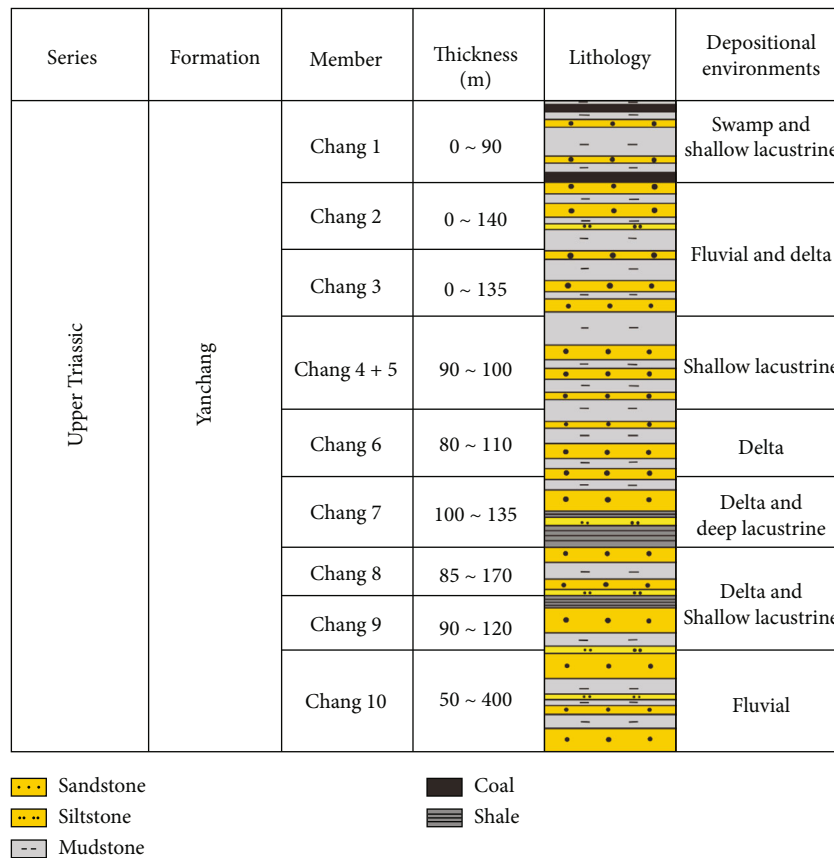 Series Formation Member Thickness (m) Lithology Depositional environments
Upper Triassic
Yanchang
Chang 1 0 ~ 90 Swamp and shallow lacustrine
Chang 2 0 ~ 140 Fluvial and delta
Chang 3 0 ~ 135
Chang 4 + 5 90 ~ 100 Shallow lacustrine
Chang 6 80 ~ 110 Delta
Chang 7 100 ~ 135 Delta and deep lacustrine
Chang 8 85 ~ 170 Delta and Shallow lacustrine
Chang 9 90 ~ 120
Chang 10 50 ~ 400 Fluvial
Sandstone
Siltstone
Mudstone
Coal
Shale